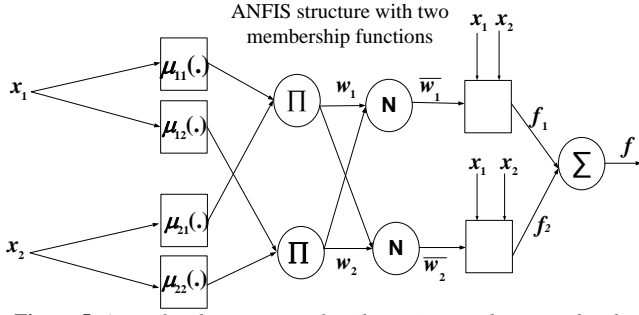 ANFIS structure with two
membership functions
x₁ x₂
x₁
μ₁₁(.)
μ₁₂(.)
∏
w₁
N
w̅₁
f₁
x₂
μ₂₁(.)
μ₂₂(.)
∏
w₂
N
w̅₂
x₁ x₂
f₂
∑
f